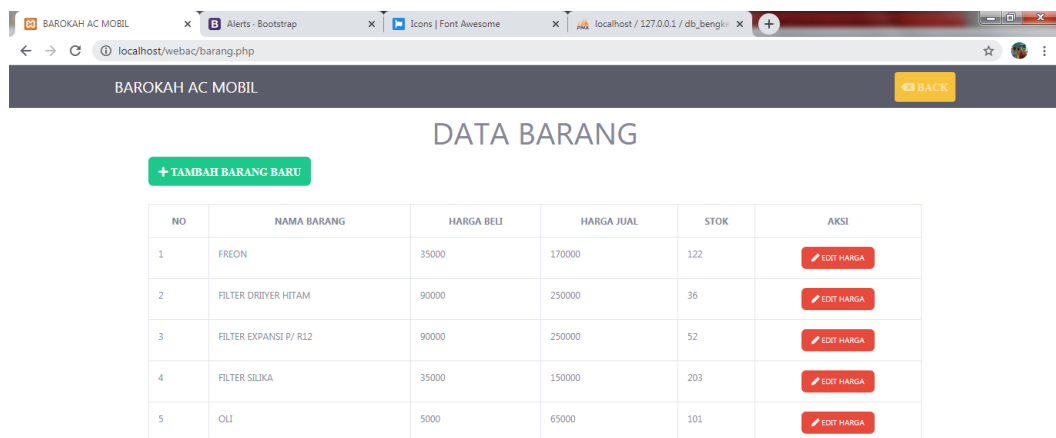 BAROKAH AC MOBIL Alerts · Bootstrap Icons | Font Awesome localhost / 127.0.0.1 / db_bengke
localhost/webac/barang.php
BAROKAH AC MOBIL BACK
DATA BARANG
TAMBAH BARANG BARU
NO NAMA BARANG HARGA BELI HARGA JUAL STOK AKSI
1 FREON 35000 170000 122 EDIT HARGA
2 FILTER DRIIYER HITAM 90000 250000 36 EDIT HARGA
3 FILTER EXPANSI P/ R12 90000 250000 52 EDIT HARGA
4 FILTER SILIKA 35000 150000 203 EDIT HARGA
5 OLI 5000 65000 101 EDIT HARGA